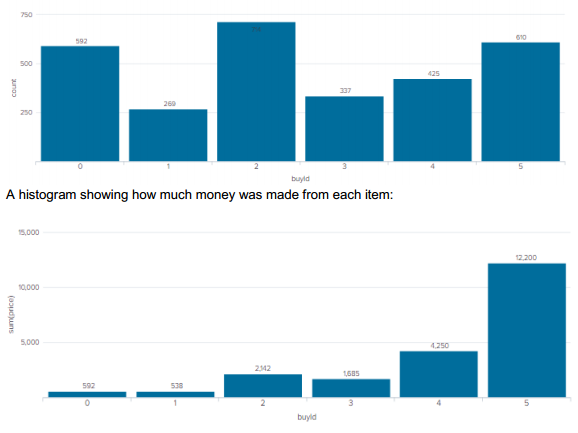 750
592
610
500
425
count
337
269
250
0 1 2 3 4 5
buyId
A histogram showing how much money was made from each item:
15,000
12,200
10,000
sum(price)
5,000
4,250
2,142
1,685
592 538
0 1 2 3 4 5
buyId